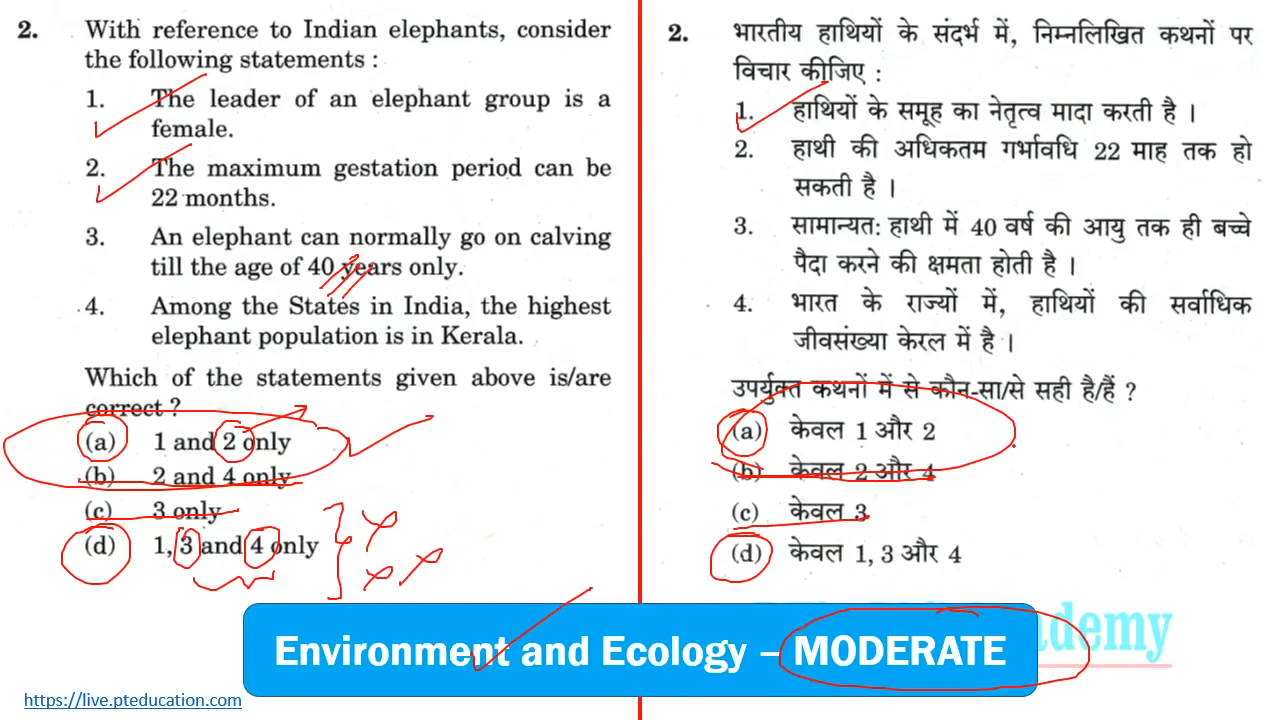 2. With reference to Indian elephants, consider
the following statements :
1. The leader of an elephant group is a
female.
2. The maximum gestation period can be
22 months.
3. An elephant can normally go on calving
till the age of 40 years only.
4. Among the States in India, the highest
elephant population is in Kerala.
Which of the statements given above is/are
correct ?
(a) 1 and 2 only
(b) 2 and 4 only
(c) 3 only
(d) 1, 3 and 4 only
2. भारतीय हाथियों के संदर्भ में, निम्नलिखित कथनों पर
विचार कीजिए :
1. हाथियों के समूह का नेतृत्व मादा करती है ।
2. हाथी की अधिकतम गर्भावधि 22 माह तक हो
सकती है ।
3. सामान्यत: हाथी में 40 वर्ष की आयु तक ही बच्चे
पैदा करने की क्षमता होती है ।
4. भारत के राज्यों में, हाथियों की सर्वाधिक
जीवसंख्या केरल में है ।
उपर्युक्त कथनों में से कौन-सा/से सही है/हैं ?
(a) केवल 1 और 2
(b) केवल 2 और 4
(c) केवल 3
(d) केवल 1, 3 और 4
Environment and Ecology – MODERATE
https://live.pteducation.com